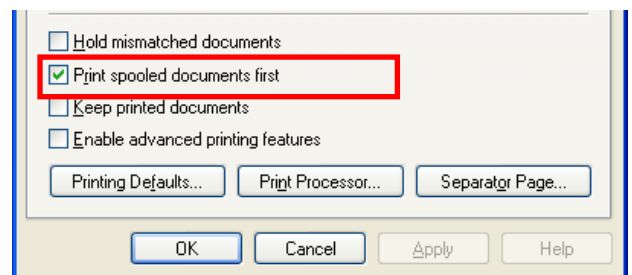 Hold mismatched documents
Print spooled documents first
Keep printed documents
Enable advanced printing features
Printing Defaults... Print Processor... Separator Page...
OK Cancel Apply Help